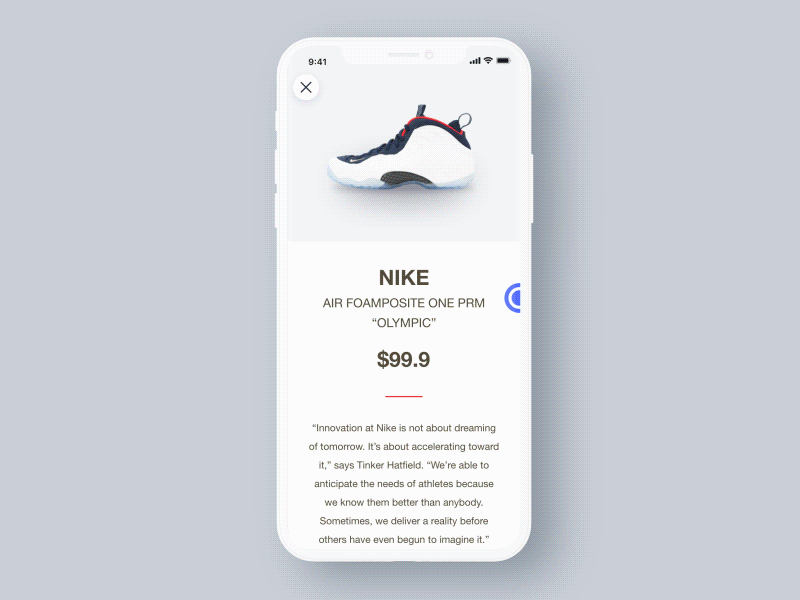 9:41
NIKE
AIR FOAMPOSITE ONE PRM
“OLYMPIC”
$99.9
“Innovation at Nike is not about dreaming
of tomorrow. It’s about accelerating toward
it,” says Tinker Hatfield. “We’re able to
anticipate the needs of athletes because
we know them better than anybody.
Sometimes, we deliver a reality before
others have even begun to imagine it.”